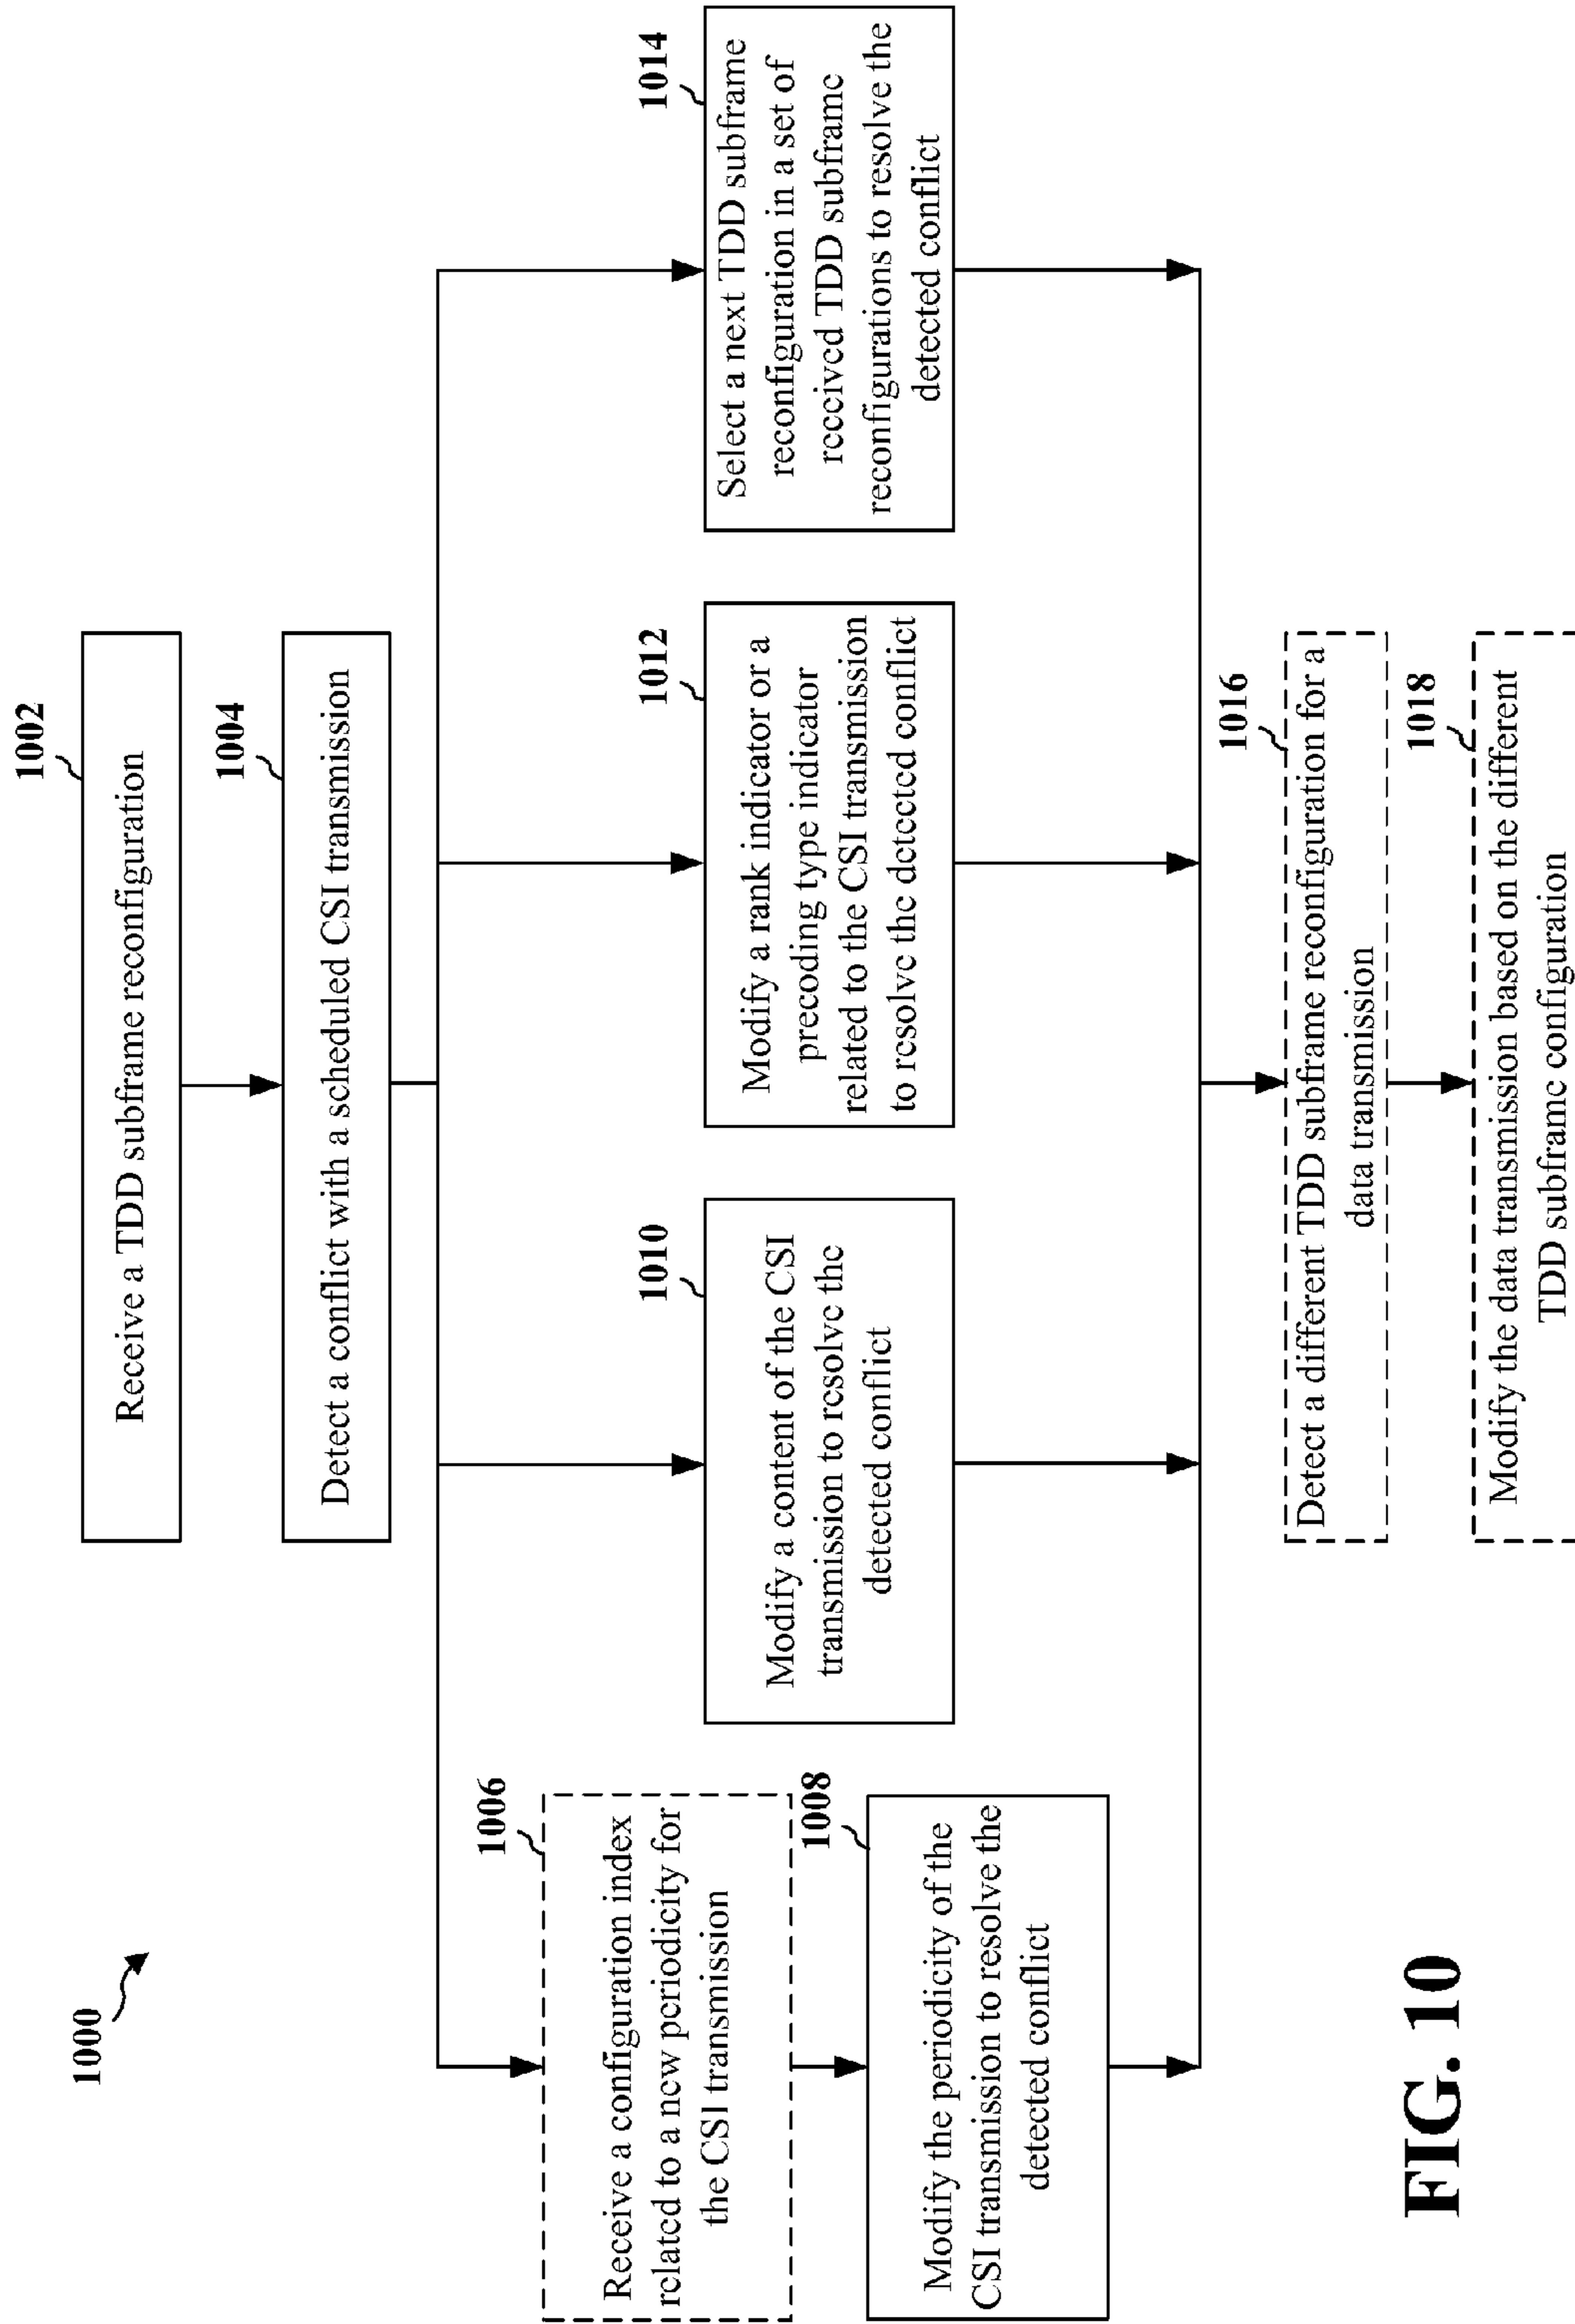 1000
1002
Receive a TDD subframe reconfiguration
1004
Detect a conflict with a scheduled CSI transmission
1006
Receive a configuration index
related to a new periodicity for
the CSI transmission
1008
Modify the periodicity of the
CSI transmission to resolve the
detected conflict
1010
Modify a content of the CSI
transmission to resolve the
detected conflict
1012
Modify a rank indicator or a
precoding type indicator
related to the CSI transmission
to resolve the detected conflict
1014
Select a next TDD subframe
reconfiguration in a set of
received TDD subframe
reconfigurations to resolve the
detected conflict
1016
Detect a different TDD subframe reconfiguration for a
data transmission
1018
Modify the data transmission based on the different
TDD subframe configuration
FIG. 10